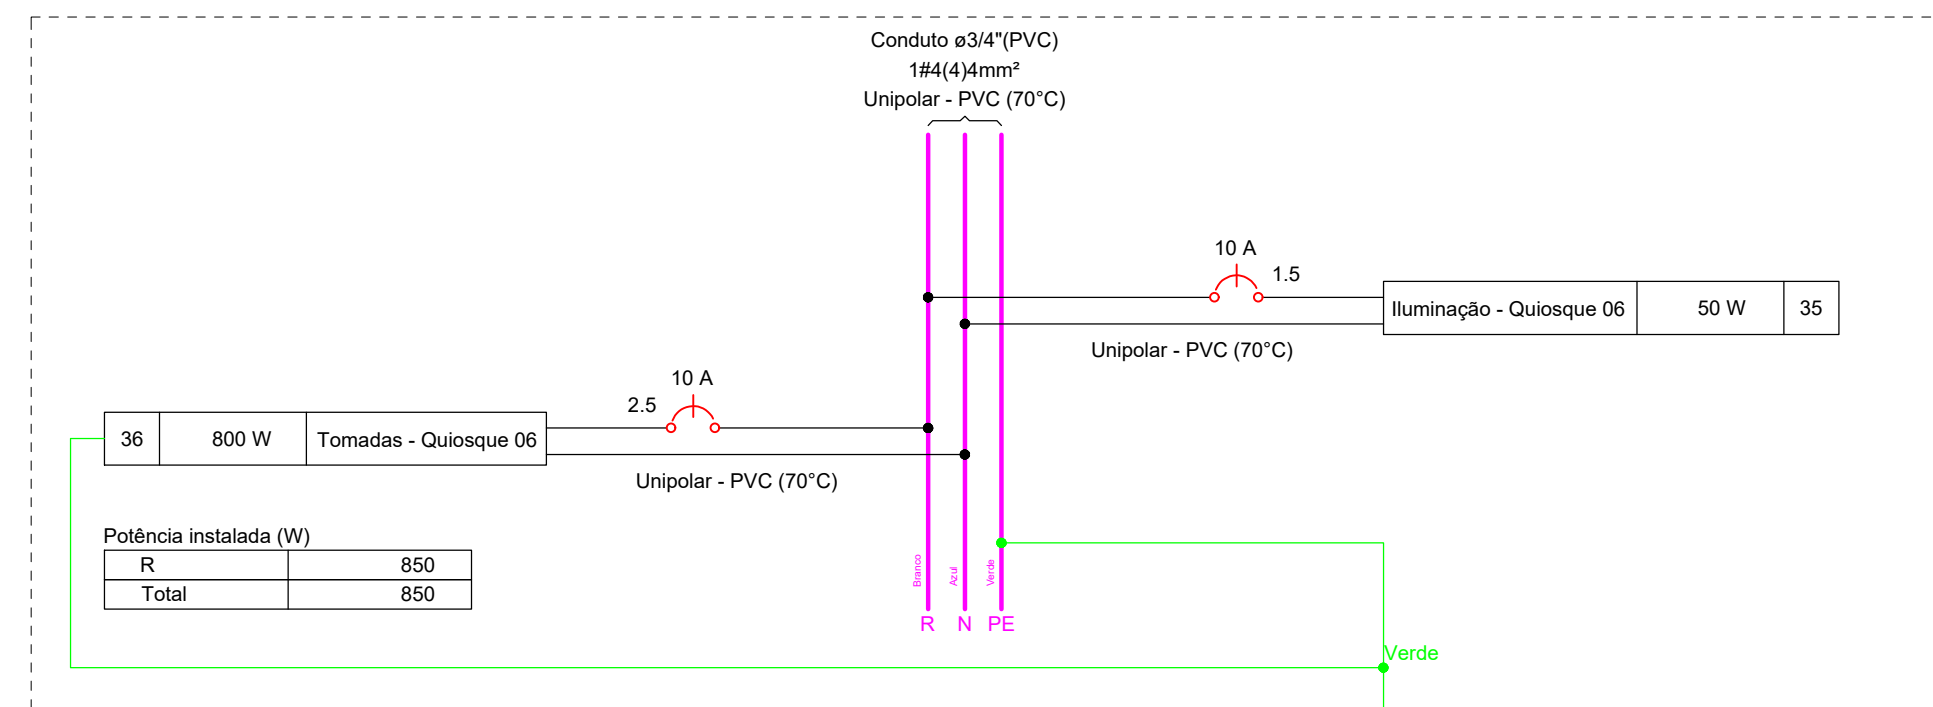 Conduto ø3/4"(PVC)
1#4(4)4mm²
Unipolar - PVC (70°C)
10 A
1.5
Iluminação - Quiosque 06 50 W 35
Unipolar - PVC (70°C)
10 A
2.5
36 800 W Tomadas - Quiosque 06
Unipolar - PVC (70°C)
Potência instalada (W)
R 850
Total 850
Branco
Azul
Verde
R N PE
Verde